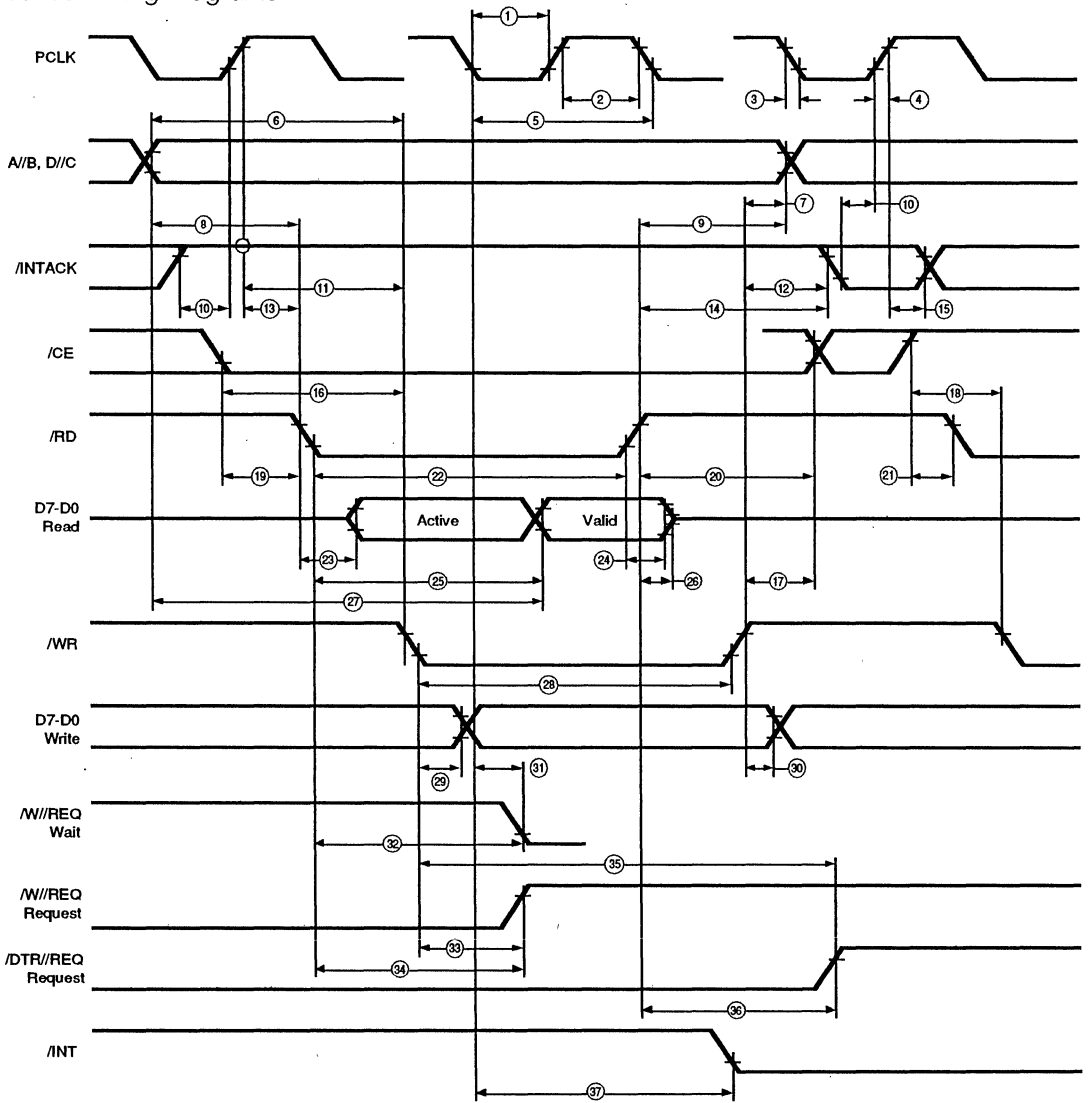 ①
PCLK
② ③ ④
⑤
⑥
A//B, D//C
⑦ ⑩
⑧ ⑨
/INTACK
⑪ ⑫
⑩ ⑬ ⑭ ⑮
/CE
⑯ ⑱
/RD
⑲ ㉒ ⑳ ㉑
D7-D0
Read
Active Valid
㉓ ㉔
㉕ ㉖ ⑰
㉗
/WR
㉘
D7-D0
Write
㉙ ㉛ ㉚
/W//REQ
Wait
㉜
㉟
/W//REQ
Request
㉝
/DTR//REQ
Request
㉞
㊱
/INT
㊲